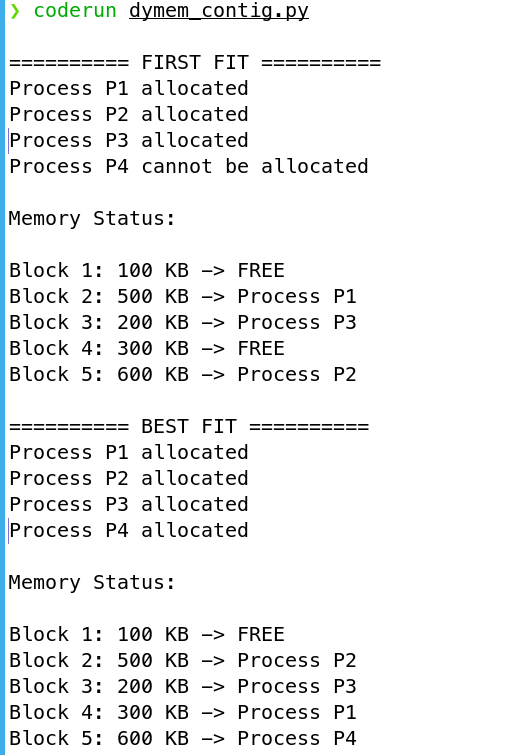 ❯ coderun dymem_contig.py
========== FIRST FIT ==========
Process P1 allocated
Process P2 allocated
Process P3 allocated
Process P4 cannot be allocated
Memory Status:
Block 1: 100 KB -> FREE
Block 2: 500 KB -> Process P1
Block 3: 200 KB -> Process P3
Block 4: 300 KB -> FREE
Block 5: 600 KB -> Process P2
========== BEST FIT ==========
Process P1 allocated
Process P2 allocated
Process P3 allocated
Process P4 allocated
Memory Status:
Block 1: 100 KB -> FREE
Block 2: 500 KB -> Process P2
Block 3: 200 KB -> Process P3
Block 4: 300 KB -> Process P1
Block 5: 600 KB -> Process P4